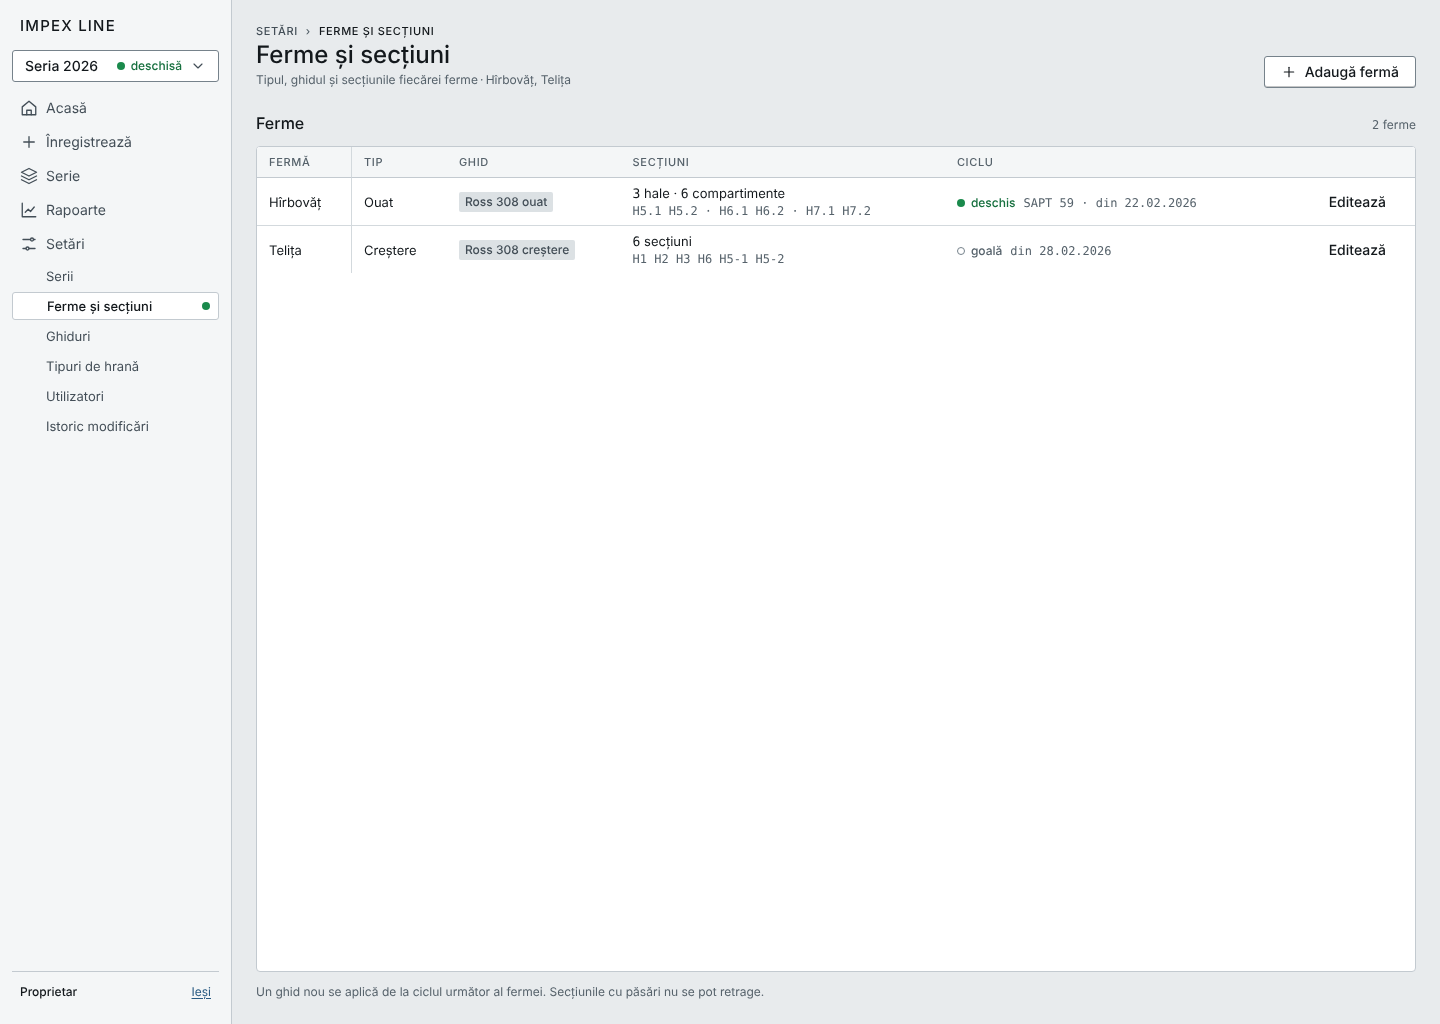 IMPEX LINE
Seria 2026 deschisă
Acasă
Înregistrează
Serie
Rapoarte
Setări
Serii
Ferme și secțiuni
Ghiduri
Tipuri de hrană
Utilizatori
Istoric modificări
Proprietar Ieși
SETĂRI › FERME ȘI SECȚIUNI
Ferme și secțiuni
Tipul, ghidul și secțiunile fiecărei ferme · Hîrbovăț, Telița
Adaugă fermă
Ferme 2 ferme
FERMĂ TIP GHID SECȚIUNI CICLU
Hîrbovăț Ouat Ross 308 ouat 3 hale · 6 compartimente deschis SAPT 59 · din 22.02.2026 Editează
H5.1 H5.2 · H6.1 H6.2 · H7.1 H7.2
Telița Creștere Ross 308 creștere 6 secțiuni goală din 28.02.2026 Editează
H1 H2 H3 H6 H5-1 H5-2
Un ghid nou se aplică de la ciclul următor al fermei. Secțiunile cu păsări nu se pot retrage.